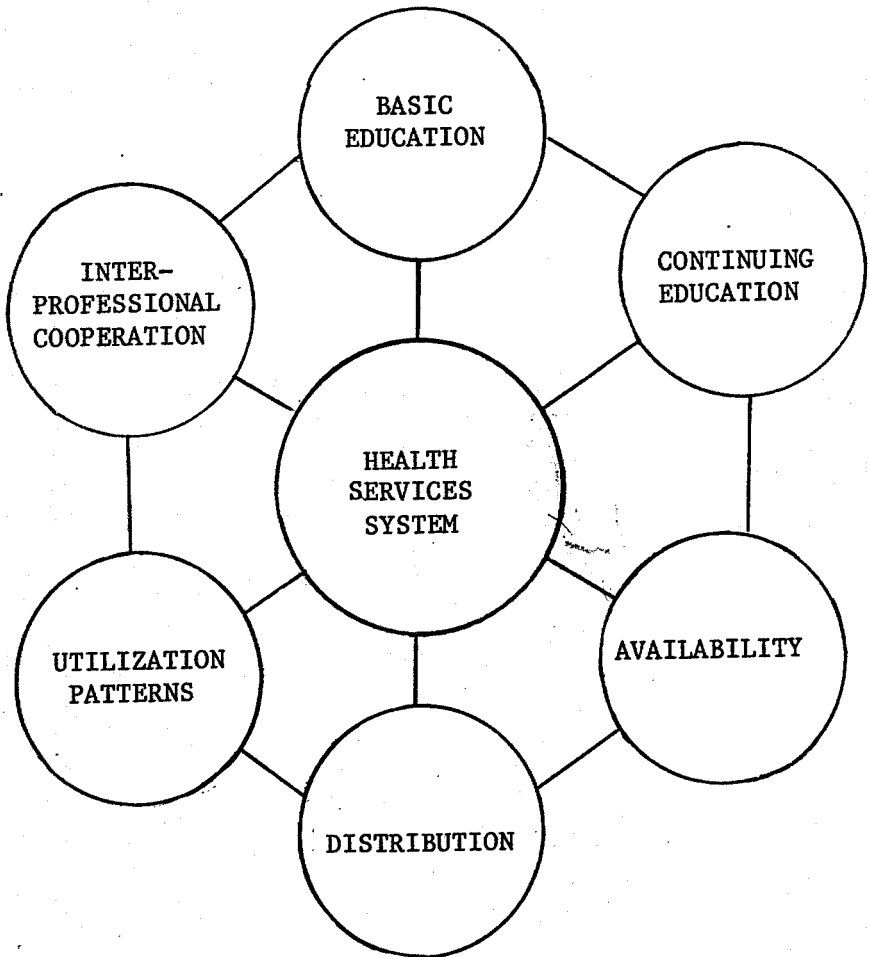 BASIC
EDUCATION
CONTINUING
EDUCATION
INTER-
PROFESSIONAL
COOPERATION
HEALTH
SERVICES
SYSTEM
AVAILABILITY
UTILIZATION
PATTERNS
DISTRIBUTION